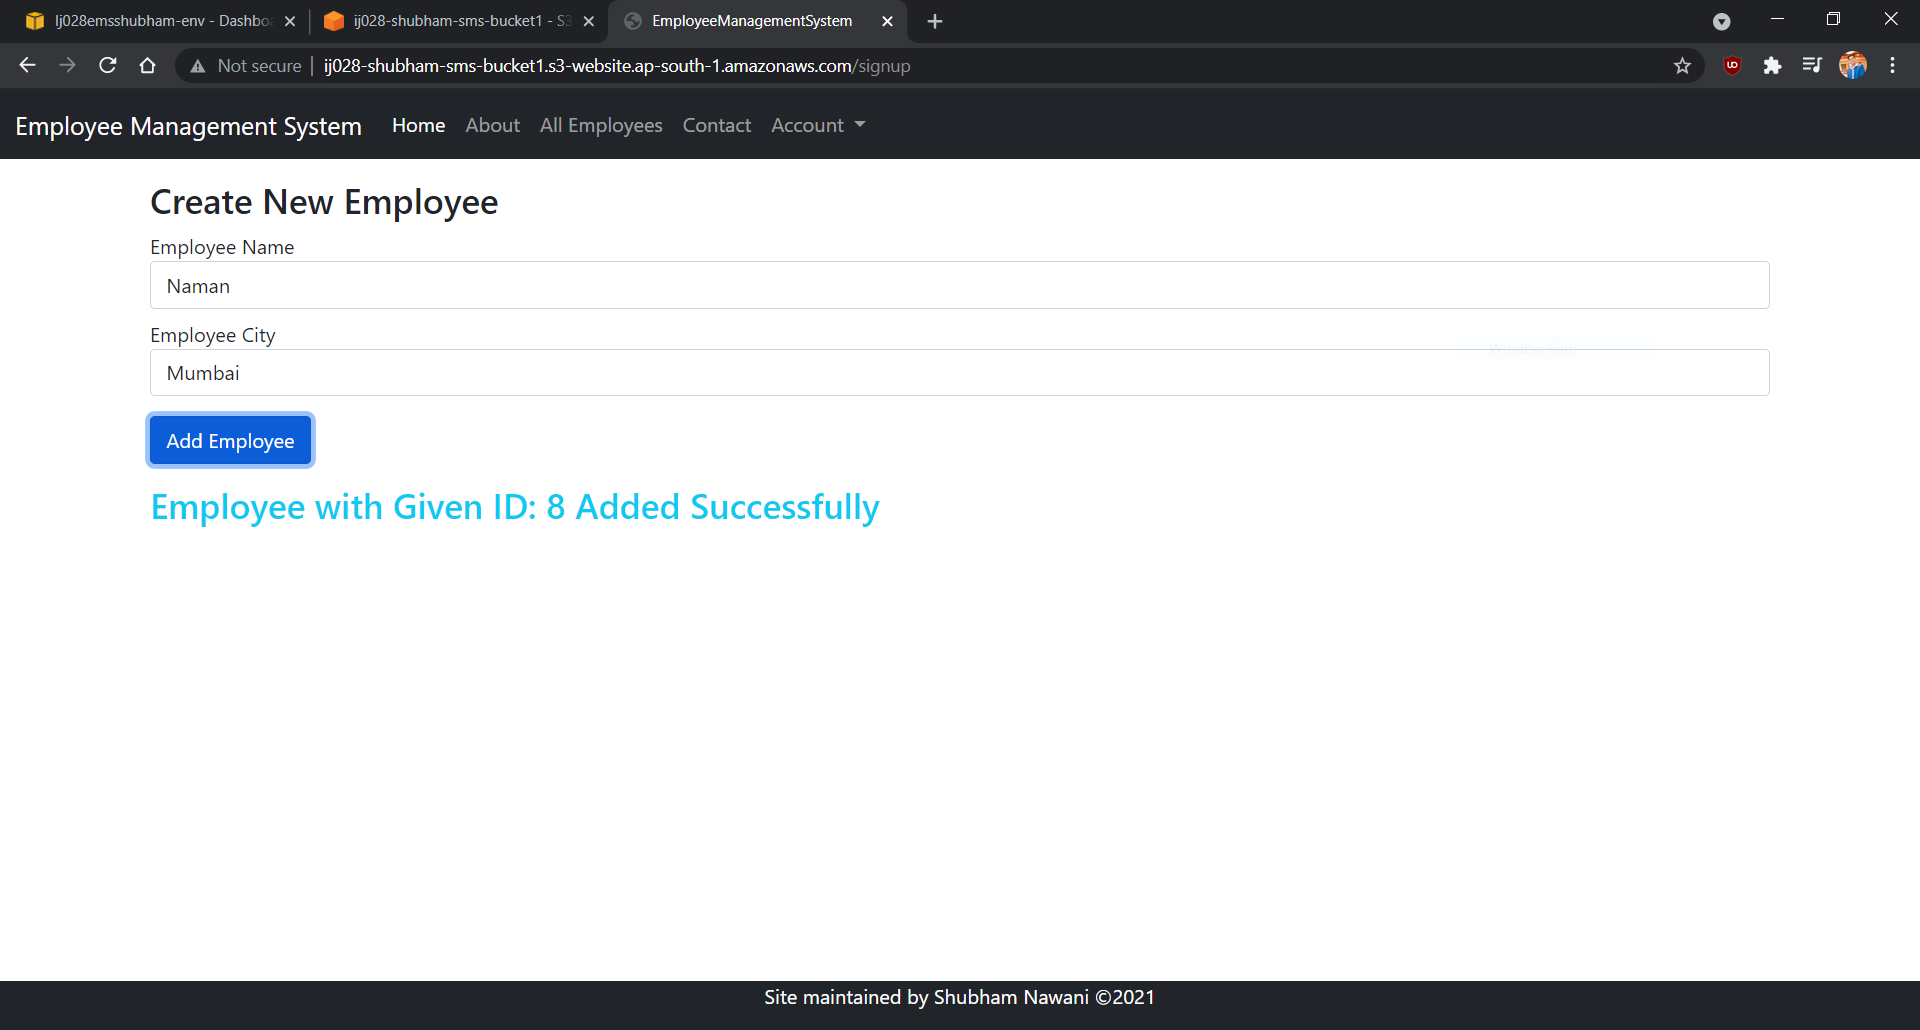 Ij028emsshubham-env - Dashbo
ij028-shubham-sms-bucket1 - S3
EmployeeManagementSystem
Not secure
ij028-shubham-sms-bucket1.s3-website.ap-south-1.amazonaws.com/signup
Employee Management System
Home
About
All Employees
Contact
Account
Create New Employee
Employee Name
Naman
Employee City
Window Snip
Mumbai
Add Employee
Employee with Given ID: 8 Added Successfully
Site maintained by Shubham Nawani ©2021